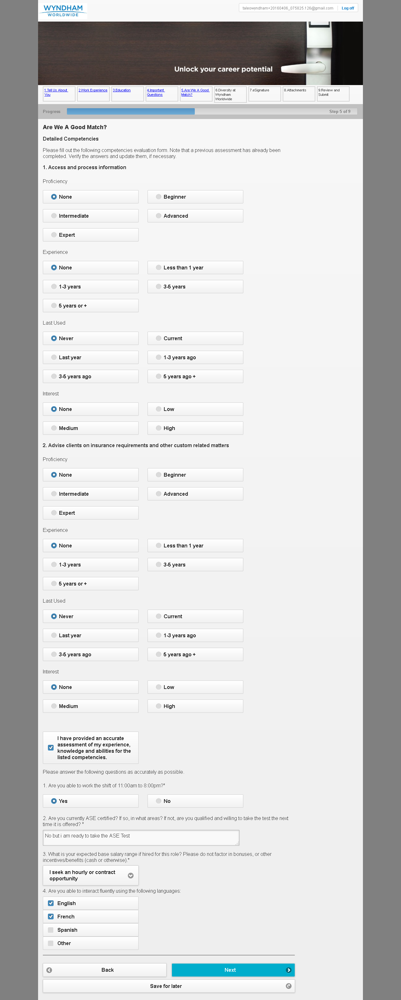 WYNDHAM
WORLDWIDE
taleowyndham+20160406_075825.126@gmail.com
Log off
Unlock your career potential
1.Tell Us About
You
2.Work Experience
3.Education
4.Important
Questions
5.Are We A Good
Match?
6.Diversity at
Wyndham
Worldwide
7.eSignature
8.Attachments
9.Review and
Submit
Progress
Step 5 of 9
Are We A Good Match?
Detailed Competencies
Please fill out the following competencies evaluation form. Note that a previous assessment has already been
completed. Verify the answers and update them, if necessary.
1. Access and process information
Proficiency
None
Beginner
Intermediate
Advanced
Expert
Experience
None
Less than 1 year
1-3 years
3-5 years
5 years or +
Last Used
Never
Current
Last year
1-3 years ago
3-5 years ago
5 years ago +
Interest
None
Low
Medium
High
2. Advise clients on insurance requirements and other custom related matters
Proficiency
None
Beginner
Intermediate
Advanced
Expert
Experience
None
Less than 1 year
1-3 years
3-5 years
5 years or +
Last Used
Never
Current
Last year
1-3 years ago
3-5 years ago
5 years ago +
Interest
None
Low
Medium
High
I have provided an accurate
assessment of my experience,
knowledge and abilities for the
listed competencies.
Please answer the following questions as accurately as possible.
1. Are you able to work the shift of 11:00am to 8:00pm?*
Yes
No
2. Are you currently ASE certified? If so, in what areas? If not, are you qualified and willing to take the test the next
time it is offered? *
No but i am ready to take the ASE Test
3. What is your expected base salary range if hired for this role? Please do not factor in bonuses, or other
incentives/benefits (cash or otherwise).*
I seek an hourly or contract
opportunity
4. Are you able to interact fluently using the following languages:
English
French
Spanish
Other
Back
Next
Save for later